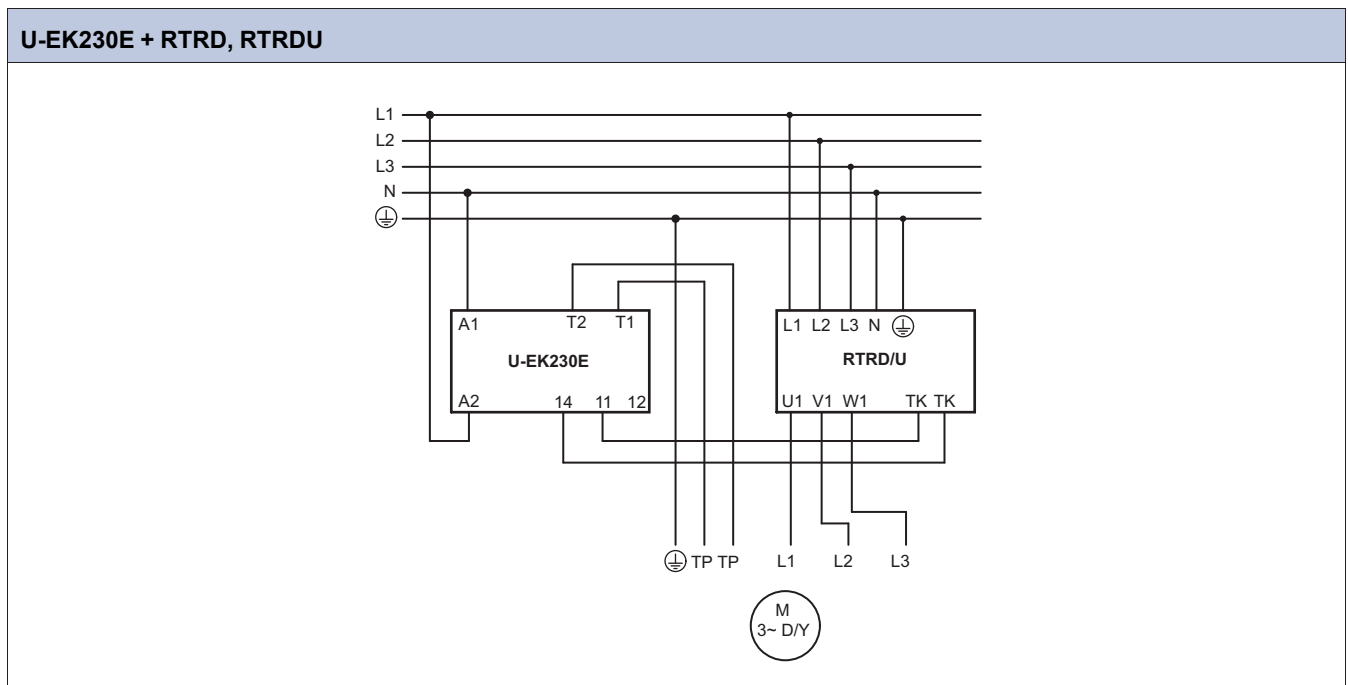 U-EK230E + RTRD, RTRDU
L1
L2
L3
N
A1 T2 T1
U-EK230E
A2 14 11 12
L1 L2 L3 N
RTRD/U
U1 V1 W1 TK TK
TP TP L1 L2 L3
M
3~ D/Y